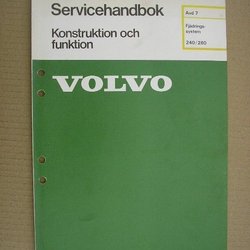 Servicehandbok
Konstruktion och
funktion
Avd 7
Fjädrings-
system
240/260
VOLVO